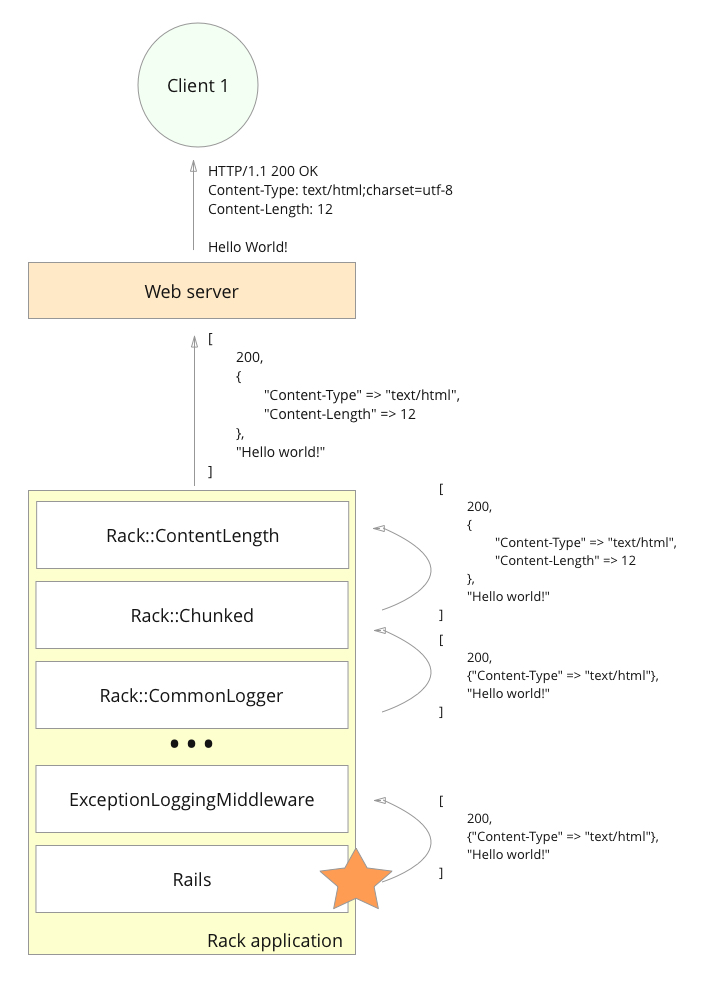 Client 1
HTTP/1.1 200 OK
Content-Type: text/html;charset=utf-8
Content-Length: 12
Hello World!
Web server
[
200,
{
"Content-Type" => "text/html",
"Content-Length" => 12
},
"Hello world!"
]
Rack::ContentLength
[
200,
{
"Content-Type" => "text/html",
"Content-Length" => 12
},
"Hello world!"
]
Rack::Chunked
[
200,
{"Content-Type" => "text/html"},
"Hello world!"
]
Rack::CommonLogger
•••
ExceptionLoggingMiddleware
[
200,
{"Content-Type" => "text/html"},
"Hello world!"
]
Rails
Rack application